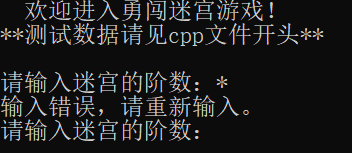 欢迎进入勇闯迷宫游戏!
**测试数据请见cpp文件开头**
请输入迷宫的阶数：*
输入错误，请重新输入。
请输入迷宫的阶数：